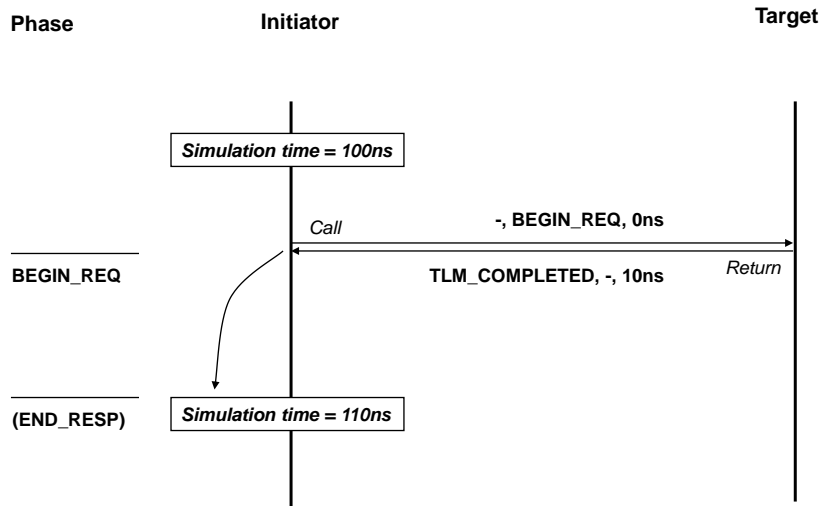 Phase
Initiator
Target
Simulation time = 100ns
Call
-, BEGIN_REQ, 0ns
BEGIN_REQ
TLM_COMPLETED, -, 10ns
Return
(END_RESP)
Simulation time = 110ns